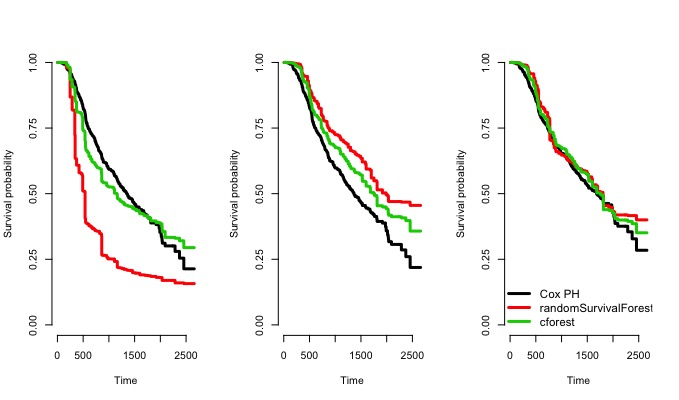 Survival probability
1.00
0.75
0.50
0.25
0.00
0 500 1500 2500
Time
Survival probability
1.00
0.75
0.50
0.25
0.00
0 500 1500 2500
Time
Survival probability
1.00
0.75
0.50
0.25
0.00
Cox PH
randomSurvivalForest
cforest
0 500 1500 2500
Time